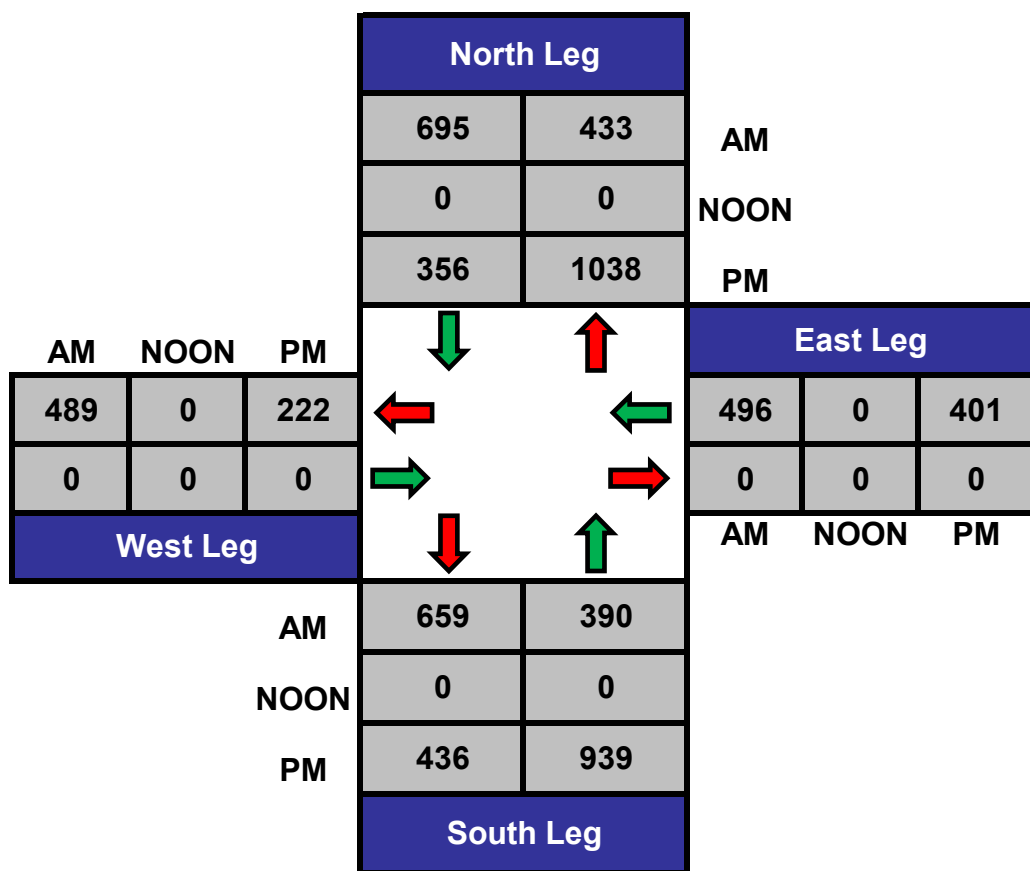 North Leg
695 433 AM
0 0 NOON
356 1038 PM
AM NOON PM East Leg
489 0 222 496 0 401
0 0 0 0 0 0
West Leg AM NOON PM
AM 659 390
NOON 0 0
PM 436 939
South Leg